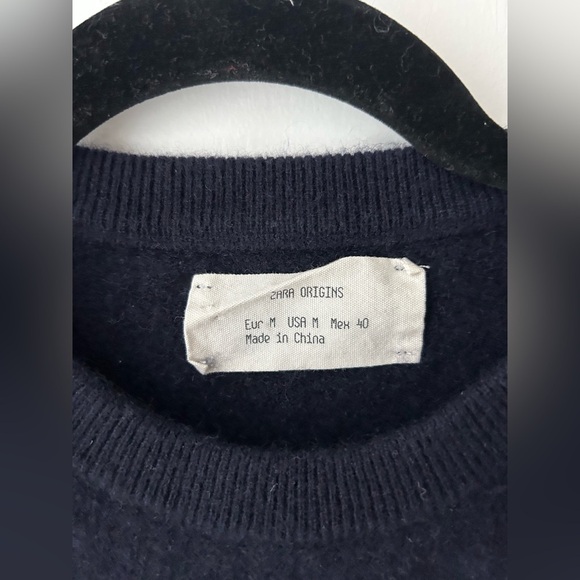 ZARA ORIGINS
Eur M USA M Mex 40
Made in China